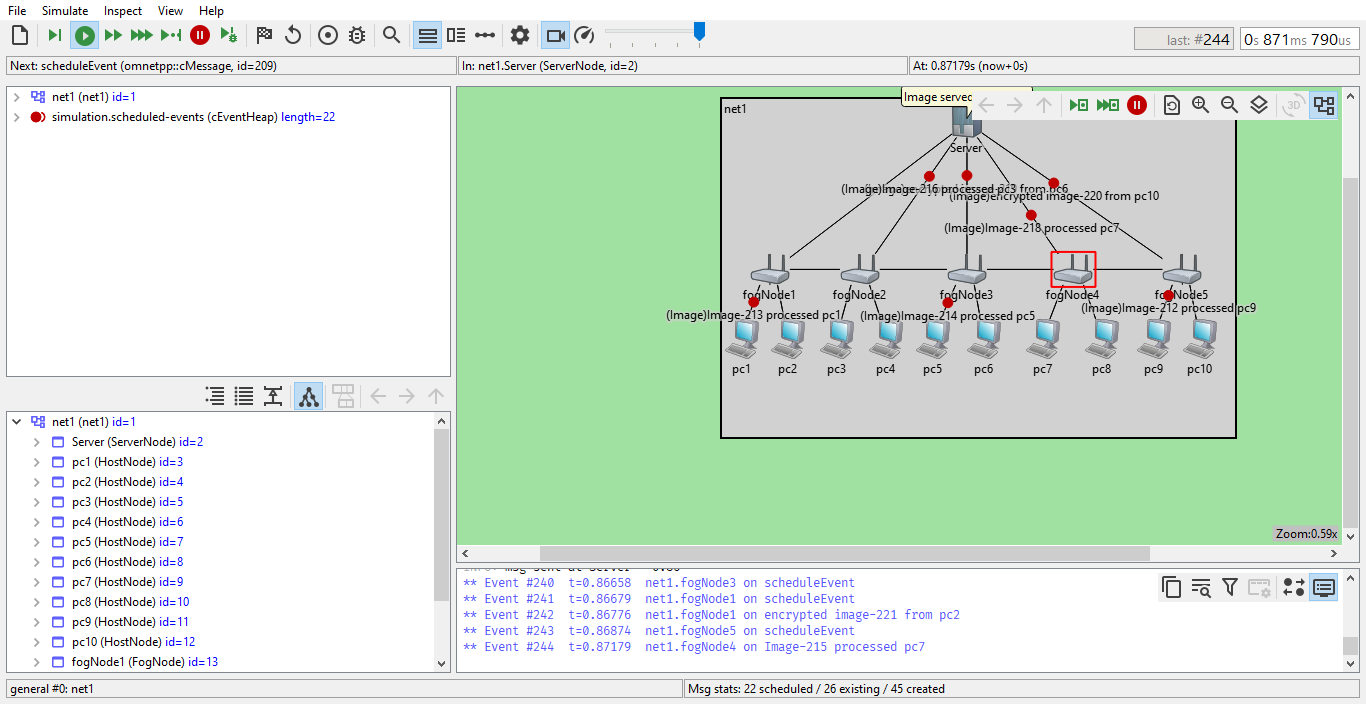 File Simulate Inspect View Help
last: #244 0s 871ms 790us
Next: scheduleEvent (omnetpp::cMessage, id=209) In: net1.Server (ServerNode, id=2) At: 0.87179s (now+0s)
net1 (net1) id=1
simulation.scheduled-events (cEventHeap) length=22
net1 (net1) id=1
Server (ServerNode) id=2
pc1 (HostNode) id=3
pc2 (HostNode) id=4
pc3 (HostNode) id=5
pc4 (HostNode) id=6
pc5 (HostNode) id=7
pc6 (HostNode) id=8
pc7 (HostNode) id=9
pc8 (HostNode) id=10
pc9 (HostNode) id=11
pc10 (HostNode) id=12
fogNode1 (FogNode) id=13
Image served
3D
net1
Server
(Image)Image-216 processed pc3 from pc6
(Image)encrypted image-220 from pc10
(Image)Image-218 processed pc7
fogNode1 fogNode2 fogNode3 fogNode4 fogNode5
(Image)Image-213 processed pc1 (Image)Image-214 processed pc5 (Image)Image-212 processed pc9
pc1 pc2 pc3 pc4 pc5 pc6 pc7 pc8 pc9 pc10
Zoom:0.59x
** Event #240 t=0.86658 net1.fogNode3 on scheduleEvent
** Event #241 t=0.86679 net1.fogNode1 on scheduleEvent
** Event #242 t=0.86776 net1.fogNode1 on encrypted image-221 from pc2
** Event #243 t=0.86874 net1.fogNode5 on scheduleEvent
** Event #244 t=0.87179 net1.fogNode4 on Image-215 processed pc7
general #0: net1 Msg stats: 22 scheduled / 26 existing / 45 created